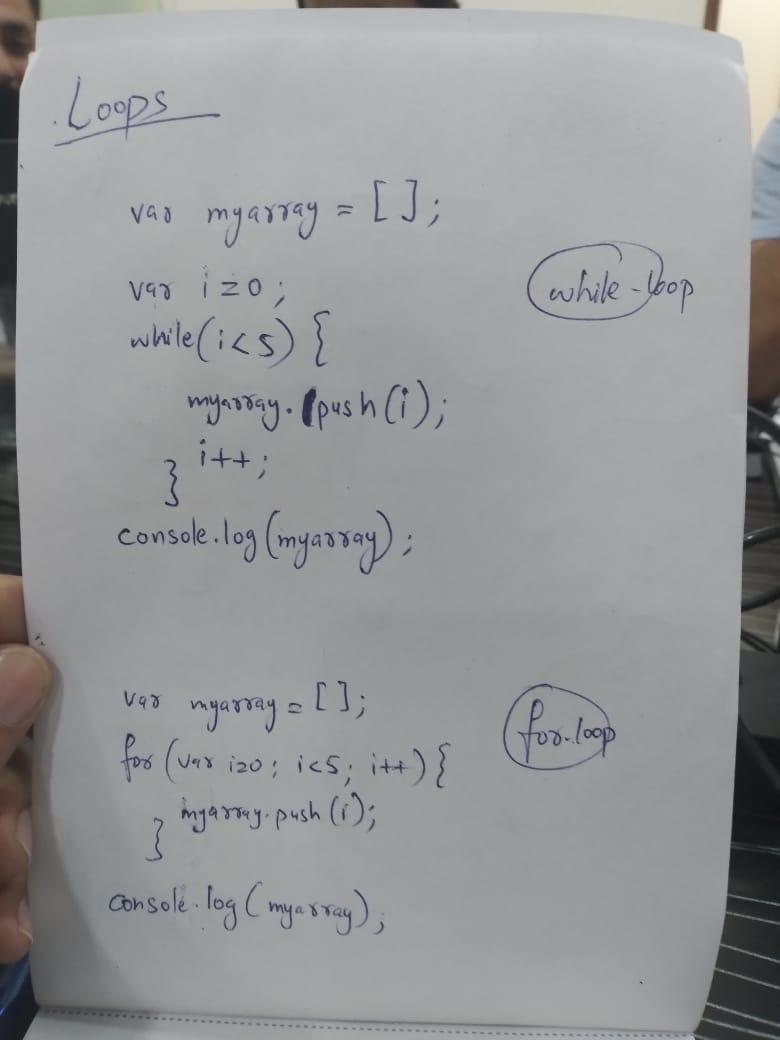 Loops
var myarray = [ ];
var i=0;
while-loop
while(i<5) {
myarray.push(i);
i++;
}
console.log(myarray);
var myarray = [ ];
for-loop
for (var i=0; i<5; i++) {
myarray.push(i);
}
console.log(myarray);